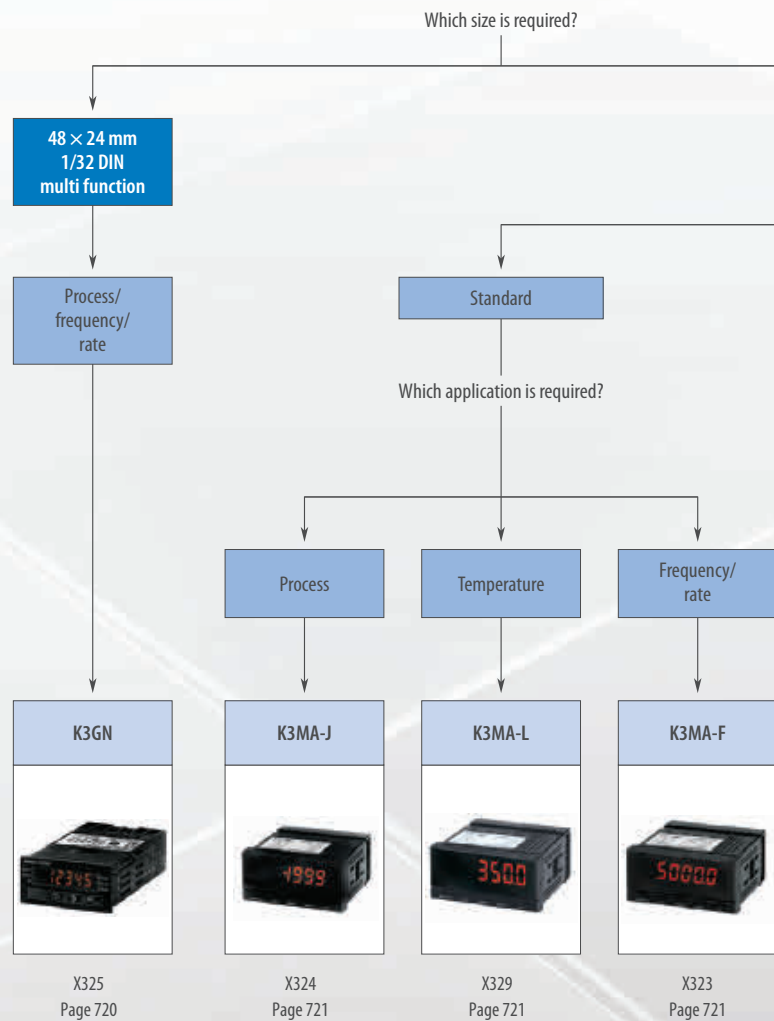 Which size is required?
48 × 24 mm
1/32 DIN
multi function
Process/
frequency/
rate
Standard
Which application is required?
Process
Temperature
Frequency/
rate
K3GN
K3MA-J
K3MA-L
K3MA-F
12345
-1999
350.0
5000.0
X325
Page 720
X324
Page 721
X329
Page 721
X323
Page 721